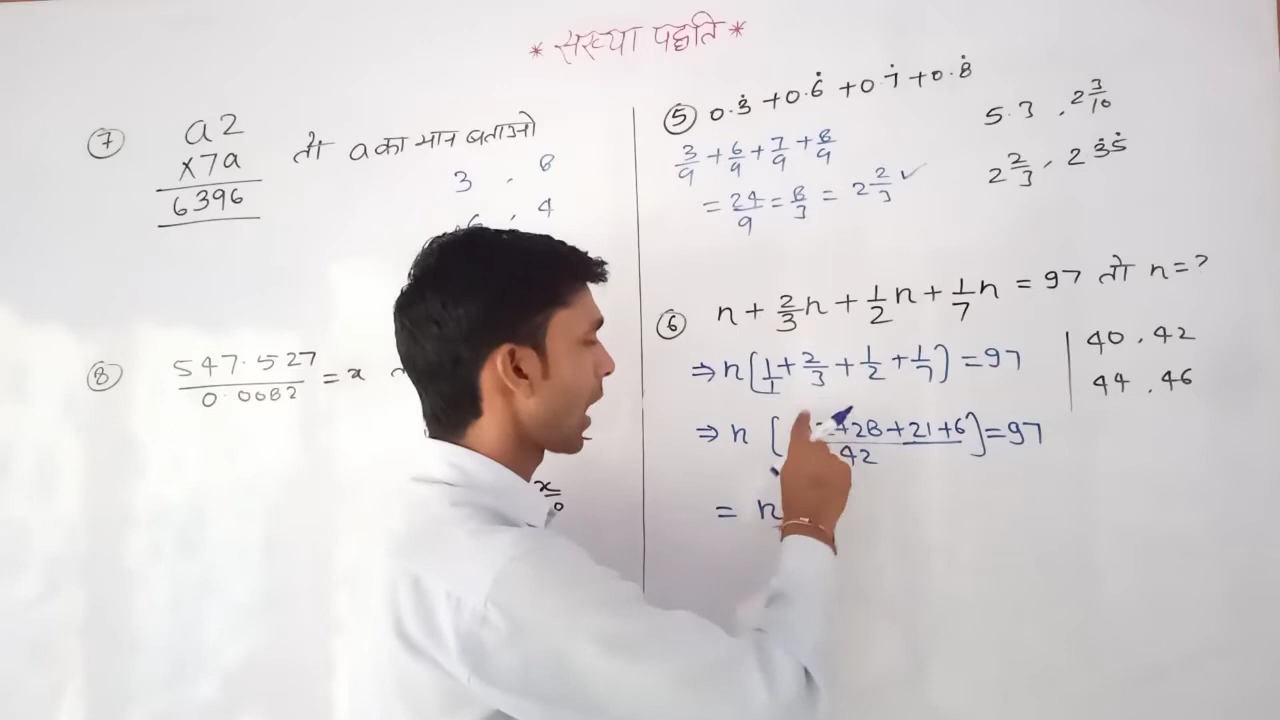 * संख्या पद्धति *
⑦ a2
×7a
6396
तो a का मान बताओ
3 , 8
, 4
⑧ 547.527/0.0082 = x
x/0
⑤ 0.3̇ + 0.6̇ + 0.7̇ + 0.8̇
3/9 + 6/9 + 7/9 + 8/9
= 24/9 = 8/3 = 2 2/3 ✓
5.3 , 2 3/10
2 2/3 , 2 3̇5̇
⑥ n + 2/3 n + 1/2 n + 1/7 n = 97 तो n = ?
⇒ n [1/1 + 2/3 + 1/2 + 1/7] = 97
40 , 42
44 , 46
⇒ n [ +28+21+6/42] = 97
= n